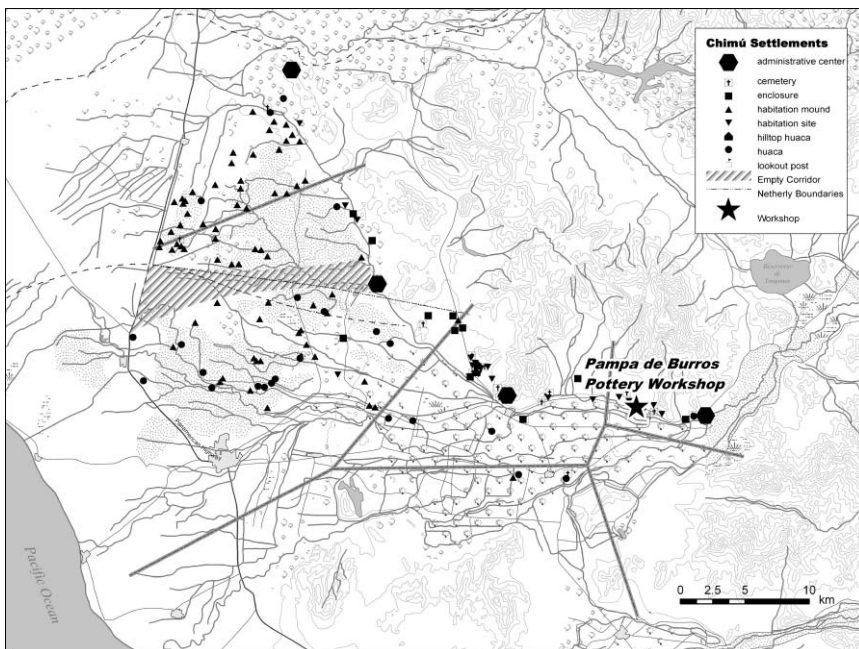 Chimú Settlements
administrative center
cemetery
enclosure
habitation mound
habitation site
hilltop huaca
huaca
lookout post
Empty Corridor
Netherly Boundaries
Workshop
Pampa de Burros
Pottery Workshop
Pacific Ocean
0 2.5 5 10
km